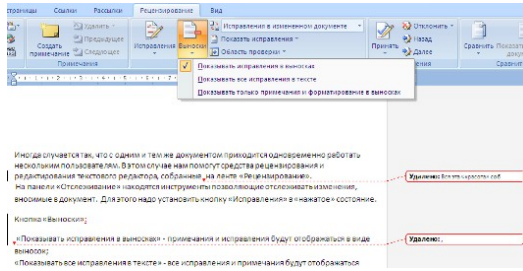 страницы Ссылки Рассылки Рецензирование Вид
Создать примечание
Удалить
Предыдущее
Следующее
Примечания
Исправления
Выноски
Исправления в измененном документе
Показать исправления
Область проверки
Принять
Отклонить
Назад
Далее
Сравнить
Показывать исправления в выносках
Показывать все исправления в тексте
Показывать только примечания и форматирование в выносках
Иногда случается так, что с одним и тем же документом приходится одновременно работать
нескольким пользователям. В этом случае нам помогут средства рецензирования и
редактирования текстового редактора, собранные на ленте «Рецензирование».
На панели «Отслеживание» находятся инструменты позволяющие отслеживать изменения,
вносимые в документ. Для этого надо установить кнопку «Исправления» в «нажатое» состояние.
Кнопка «Выноски»:
«Показывать исправления в выносках» - примечания и исправления будут отображаться в виде
выносок;
«Показывать все исправления в тексте» - все исправления и примечания будут отображаться
Удалено:
Удалено: .